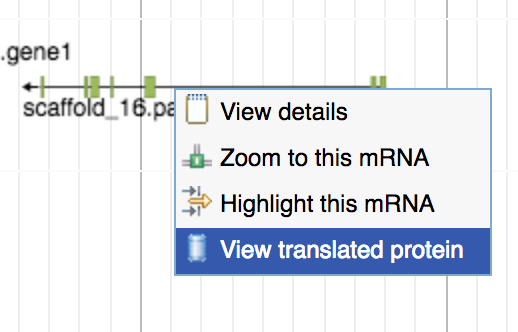 .gene1
scaffold_16.pa
View details
Zoom to this mRNA
Highlight this mRNA
View translated protein